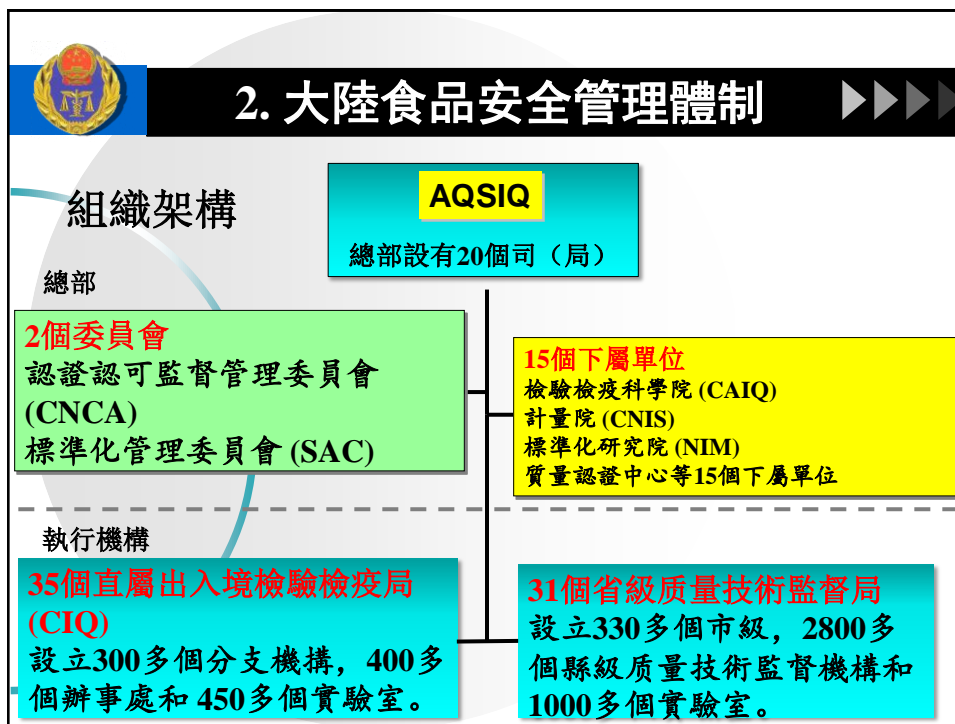 2. 大陸食品安全管理體制
組織架構
AQSIQ
總部設有20個司（局）
總部
2個委員會
認證認可監督管理委員會
(CNCA)
標準化管理委員會 (SAC)
15個下屬單位
檢驗檢疫科學院 (CAIQ)
計量院 (CNIS)
標準化研究院 (NIM)
質量認證中心等15個下屬單位
執行機構
35個直屬出入境檢驗檢疫局
(CIQ)
設立300多個分支機構，400多
個辦事處和 450多個實驗室。
31個省級质量技術監督局
設立330多個市級，2800多
個縣級质量技術監督機構和
1000多個實驗室。